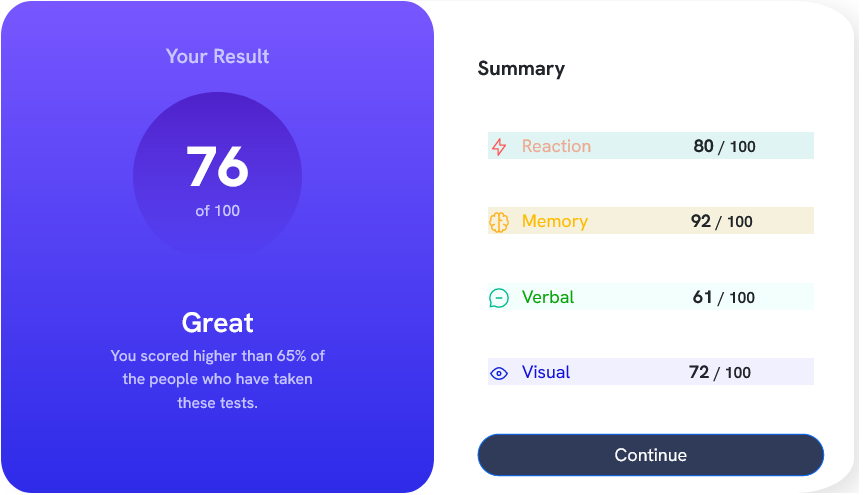 Your Result
76
of 100
Great
You scored higher than 65% of
the people who have taken
these tests.
Summary
Reaction 80 / 100
Memory 92 / 100
Verbal 61 / 100
Visual 72 / 100
Continue